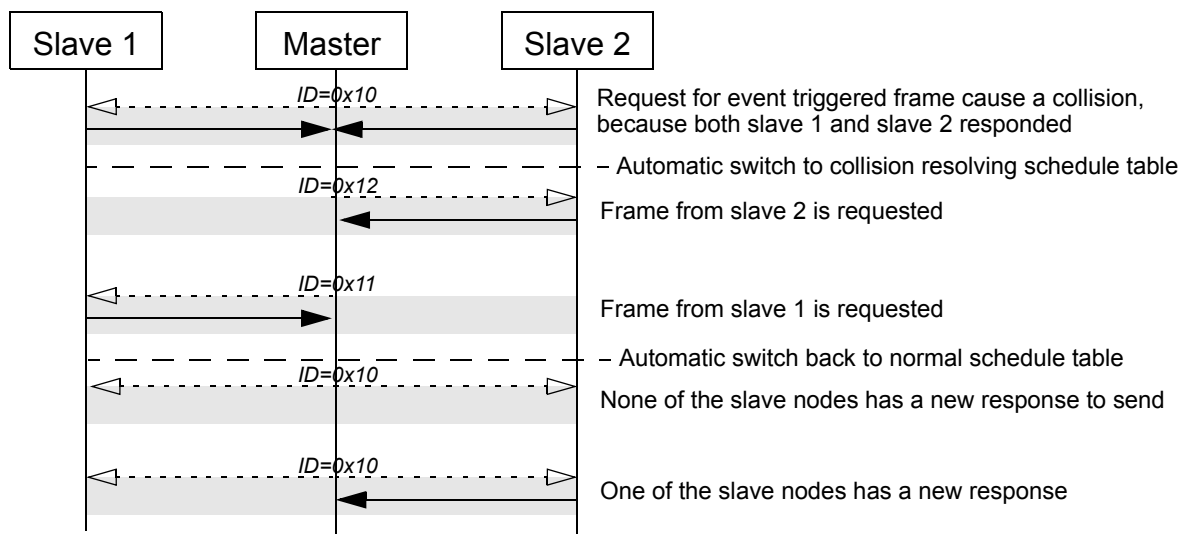 Slave 1
Master
Slave 2
ID=0x10
Request for event triggered frame cause a collision,
because both slave 1 and slave 2 responded
Automatic switch to collision resolving schedule table
ID=0x12
Frame from slave 2 is requested
ID=0x11
Frame from slave 1 is requested
Automatic switch back to normal schedule table
ID=0x10
None of the slave nodes has a new response to send
ID=0x10
One of the slave nodes has a new response